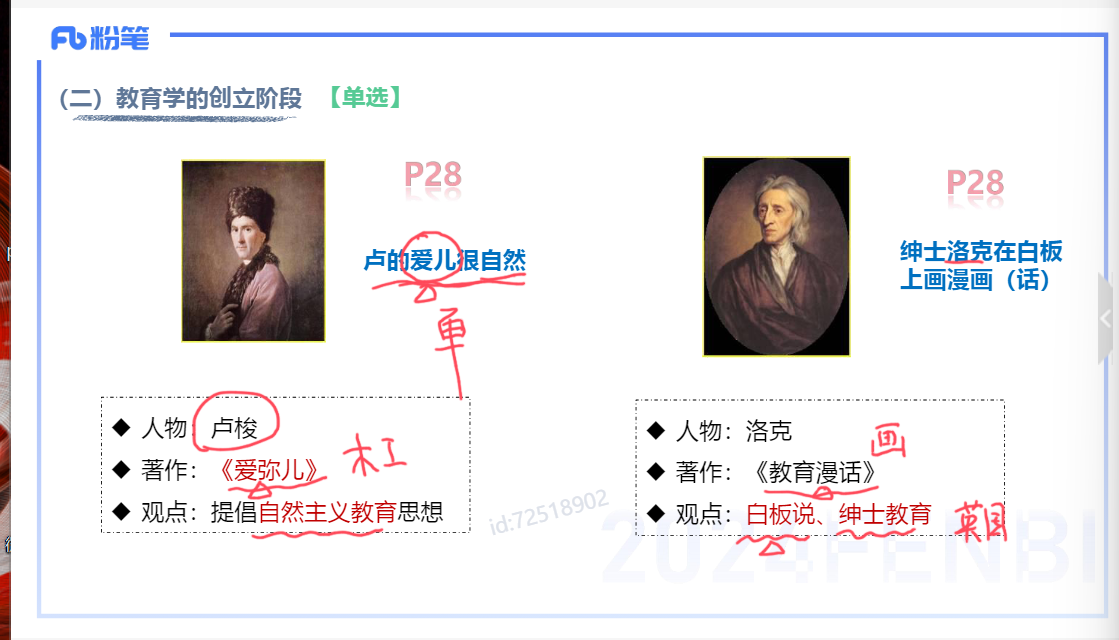 粉笔
（二）教育学的创立阶段 【单选】
P28
卢的爱儿很自然
单
P28
绅士洛克在白板
上画漫画（话）
◆ 人物：卢梭
◆ 著作：《爱弥儿》
◆ 观点：提倡自然主义教育思想
◆ 人物：洛克
画
◆ 著作：《教育漫话》
◆ 观点：白板说、绅士教育
英国
id:72518902
2024FENBI